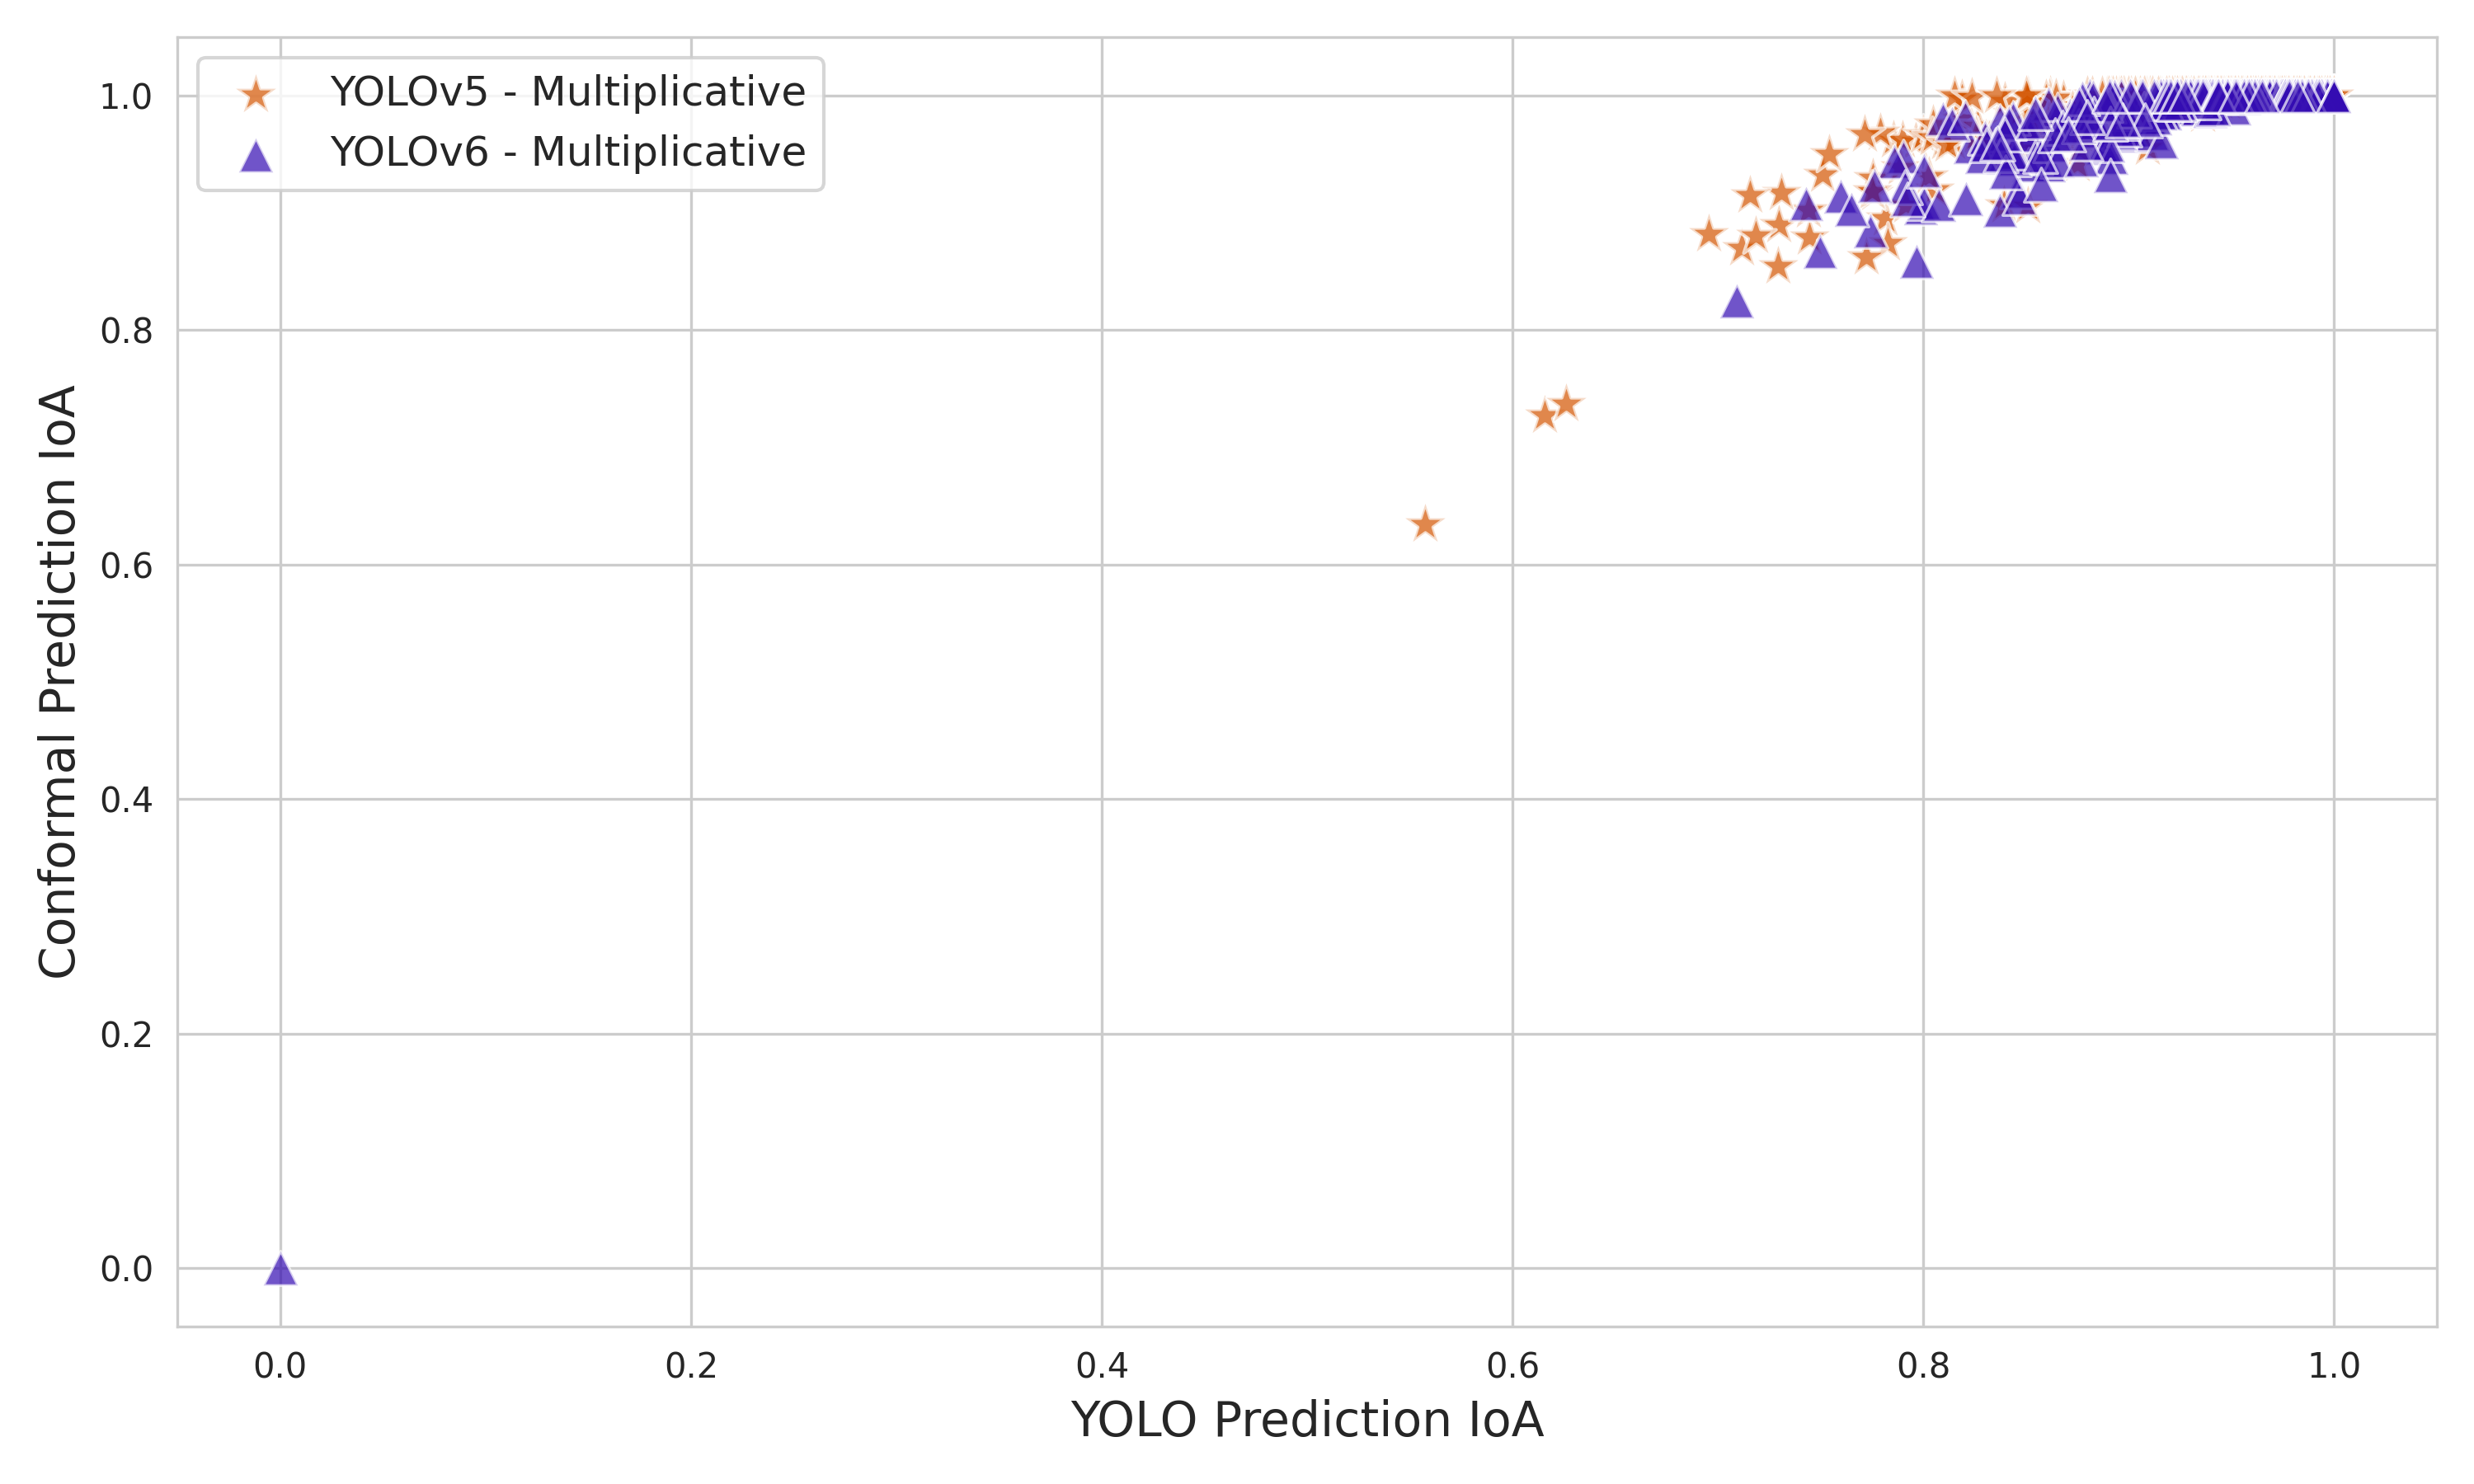 YOLOv5 - Multiplicative
YOLOv6 - Multiplicative
Conformal Prediction IoA
1.0
0.8
0.6
0.4
0.2
0.0
0.0 0.2 0.4 0.6 0.8 1.0
YOLO Prediction IoA